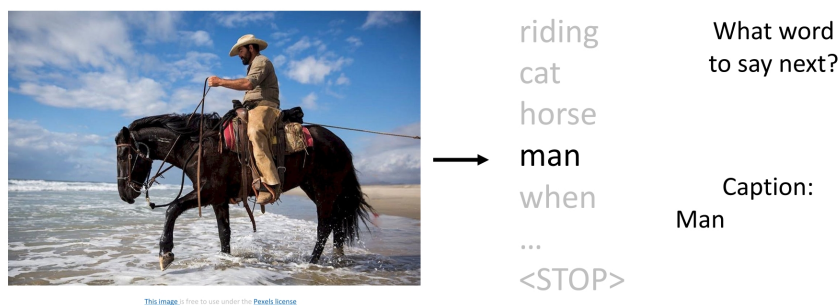 riding
cat
horse
man
when
...
<STOP>
What word
to say next?
Caption:
Man
This image is free to use under the Pexels license